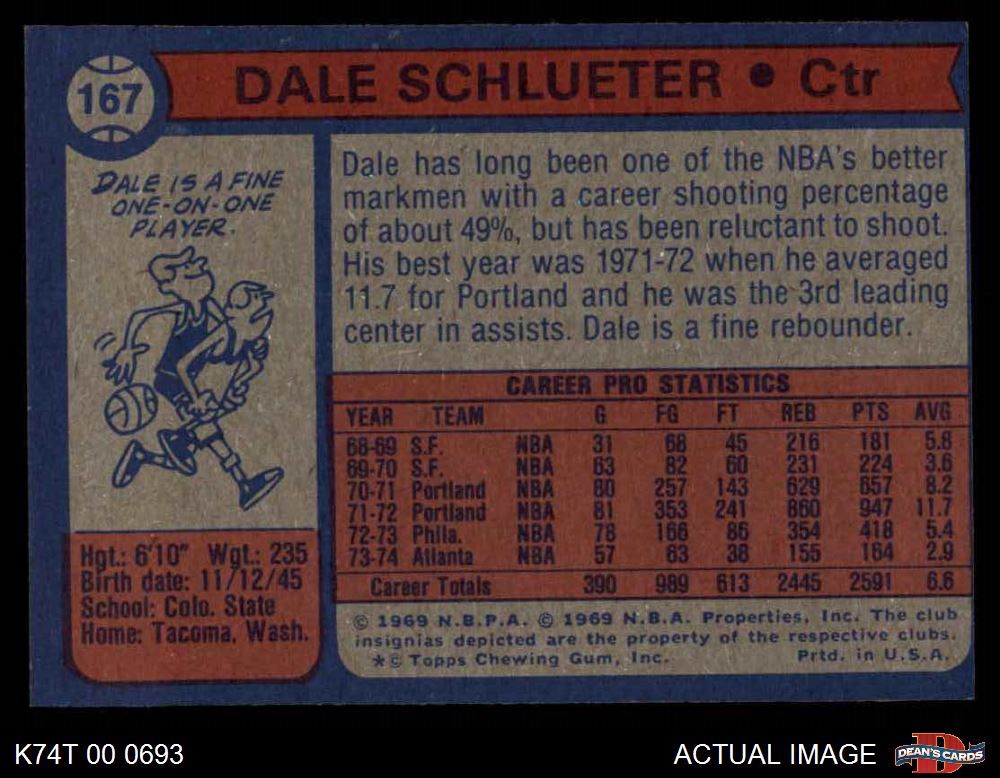 167
DALE SCHLUETER • Ctr
DALE IS A FINE
ONE-ON-ONE
PLAYER.
Dale has long been one of the NBA's better
markmen with a career shooting percentage
of about 49%, but has been reluctant to shoot.
His best year was 1971-72 when he averaged
11.7 for Portland and he was the 3rd leading
center in assists. Dale is a fine rebounder.
CAREER PRO STATISTICS
YEAR TEAM G FG FT REB PTS AVG
68-69 S.F. NBA 31 68 45 216 181 5.8
69-70 S.F. NBA 63 82 60 231 224 3.6
70-71 Portland NBA 80 257 143 629 657 8.2
71-72 Portland NBA 81 353 241 860 947 11.7
72-73 Phila. NBA 78 166 86 354 418 5.4
73-74 Atlanta NBA 57 63 38 155 164 2.9
Career Totals 390 989 613 2445 2591 6.6
Hgt.: 6'10" Wgt.: 235
Birth date: 11/12/45
School: Colo. State
Home: Tacoma, Wash.
© 1969 N.B.P.A. © 1969 N.B.A. Properties, Inc. The club
insignias depicted are the property of the respective clubs.
*© Topps Chewing Gum, Inc. Prtd. in U.S.A.
K74T 00 0693
ACTUAL IMAGE
D
DEAN'S CARDS